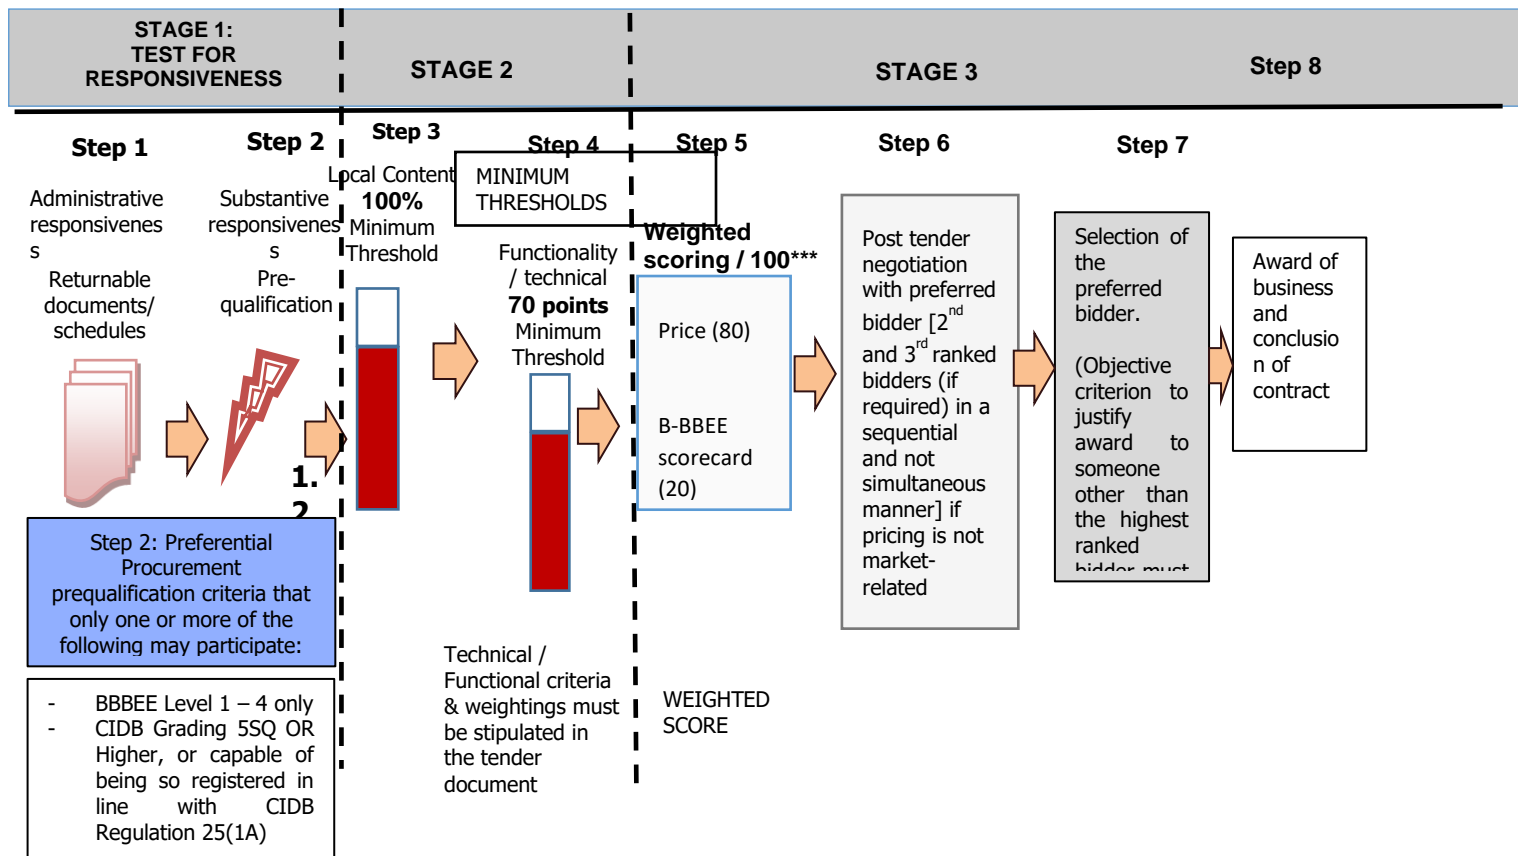 STAGE 1:
TEST FOR
RESPONSIVENESS
STAGE 2
STAGE 3
Step 8
Step 1
Administrative
responsivenes
s
Returnable
documents/
schedules
Step 2
Substantive
responsivenes
s
Pre-
qualification
1.
2
Step 2: Preferential
Procurement
prequalification criteria that
only one or more of the
following may participate:
- BBBEE Level 1 – 4 only
- CIDB Grading 5SQ OR
Higher, or capable of
being so registered in
line with CIDB
Regulation 25(1A)
Step 3
Local Content
100%
Minimum
Threshold
Step 4
MINIMUM
THRESHOLDS
Functionality
/ technical
70 points
Minimum
Threshold
Technical /
Functional criteria
& weightings must
be stipulated in
the tender
document
Step 5
Weighted
scoring / 100***
Price (80)
B-BBEE
scorecard
(20)
WEIGHTED
SCORE
Step 6
Post tender
negotiation
with preferred
bidder [2nd
and 3rd ranked
bidders (if
required) in a
sequential
and not
simultaneous
manner] if
pricing is not
market-
related
Step 7
Selection of
the
preferred
bidder.
(Objective
criterion to
justify
award to
someone
other than
the highest
ranked
bidder must
Award of
business
and
conclusio
n of
contract